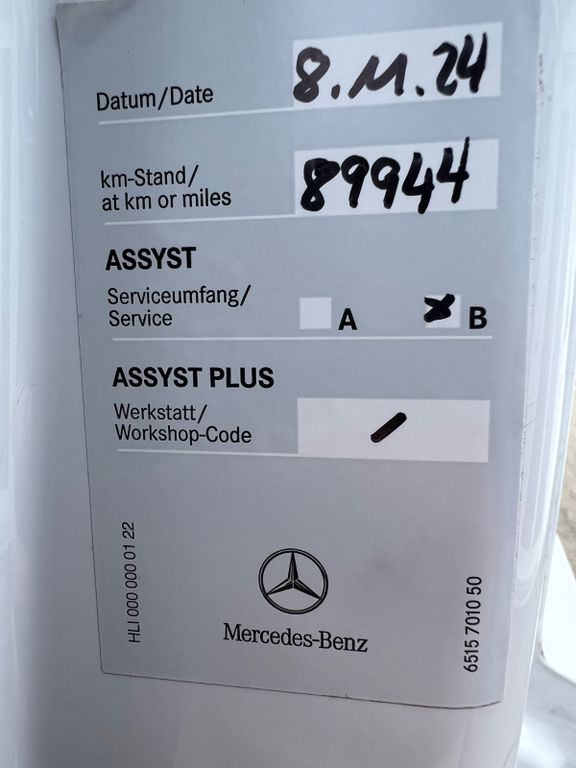 Datum/Date 8.11.24
km-Stand/
at km or miles 89944
ASSYST
Serviceumfang/
Service A x B
ASSYST PLUS
Werkstatt/
Workshop-Code /
HLI 000 000 01 22
Mercedes-Benz
6515 7010 50